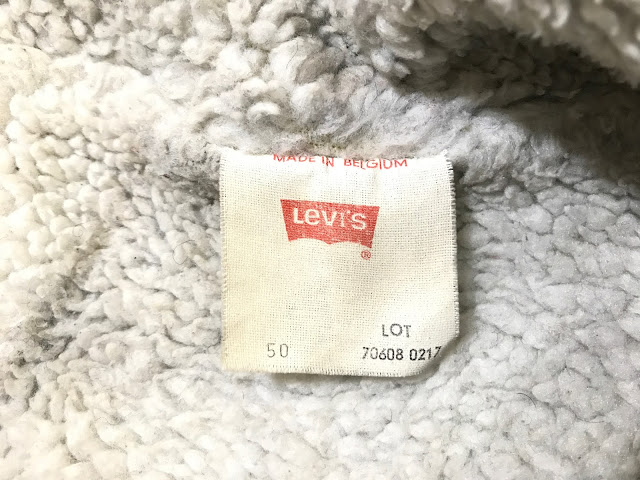 MADE IN BELGIUM
Levi's
®
LOT
50 70608 0217